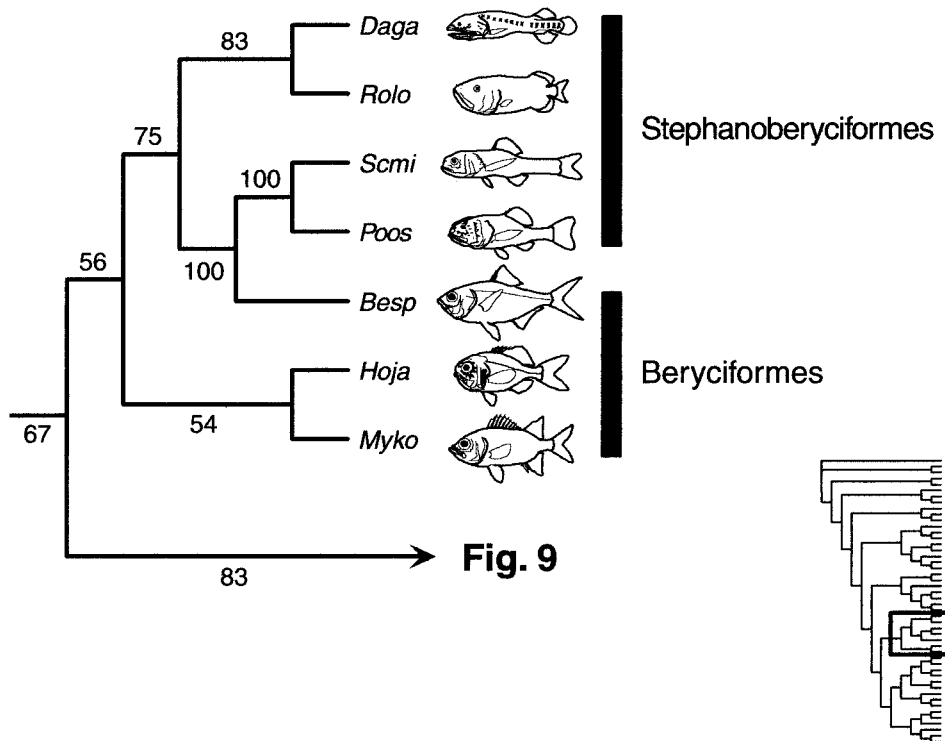 83
Daga
Rolo
Stephanoberyciformes
75
100
Scmi
Poos
56
100
Besp
Hoja
Beryciformes
54
Myko
67
83
Fig. 9